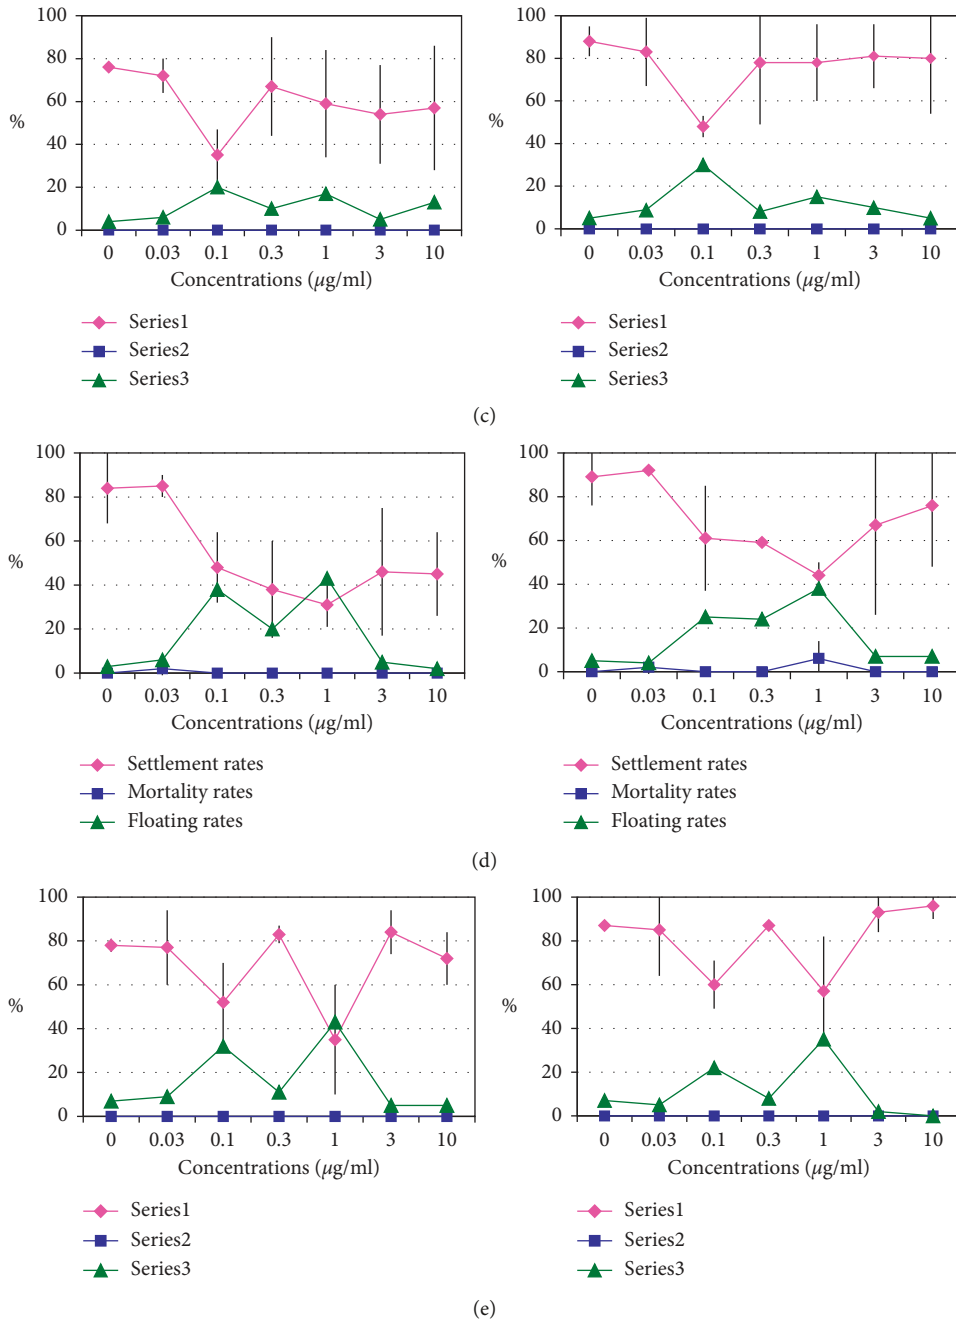 100
80
60
%
40
20
0
0 0.03 0.1 0.3 1 3 10
Concentrations (µg/ml)
Series1
Series2
Series3
100
80
60
%
40
20
0
0 0.03 0.1 0.3 1 3 10
Concentrations (µg/ml)
Series1
Series2
Series3
(c)
100
80
60
%
40
20
0
0 0.03 0.1 0.3 1 3 10
Concentrations (µg/ml)
Settlement rates
Mortality rates
Floating rates
100
80
60
%
40
20
0
0 0.03 0.1 0.3 1 3 10
Concentrations (µg/ml)
Settlement rates
Mortality rates
Floating rates
(d)
100
80
60
%
40
20
0
0 0.03 0.1 0.3 1 3 10
Concentrations (µg/ml)
Series1
Series2
Series3
100
80
60
%
40
20
0
0 0.03 0.1 0.3 1 3 10
Concentrations (µg/ml)
Series1
Series2
Series3
(e)